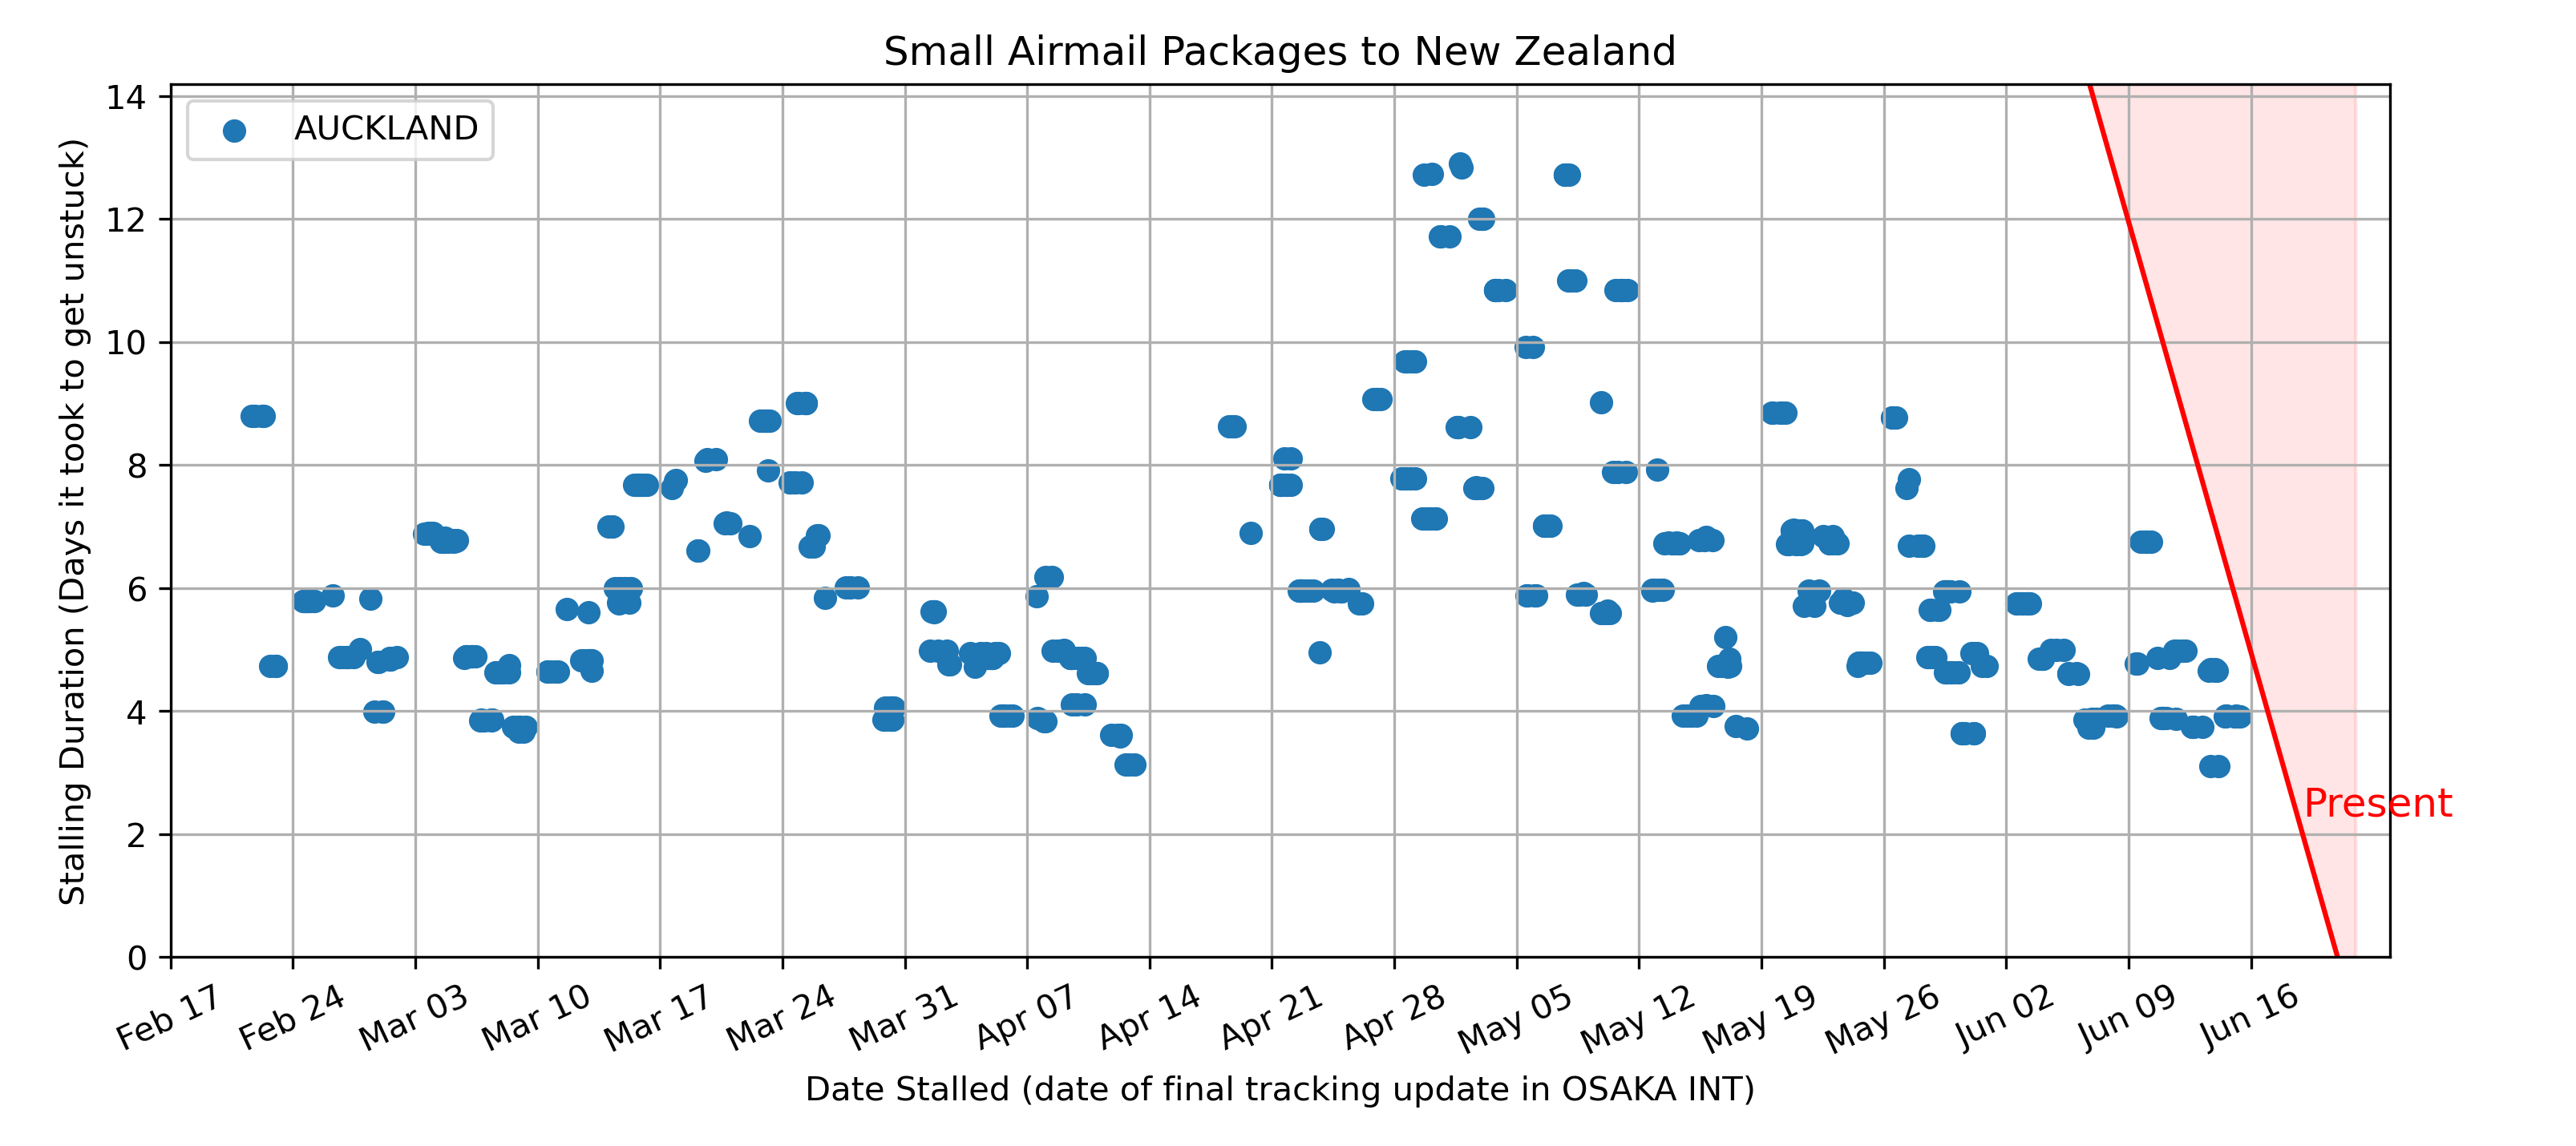 Small Airmail Packages to New Zealand
AUCKLAND
Stalling Duration (Days it took to get unstuck)
14
12
10
8
6
4
2
0
Present
Feb 17
Feb 24
Mar 03
Mar 10
Mar 17
Mar 24
Mar 31
Apr 07
Apr 14
Apr 21
Apr 28
May 05
May 12
May 19
May 26
Jun 02
Jun 09
Jun 16
Date Stalled (date of final tracking update in OSAKA INT)